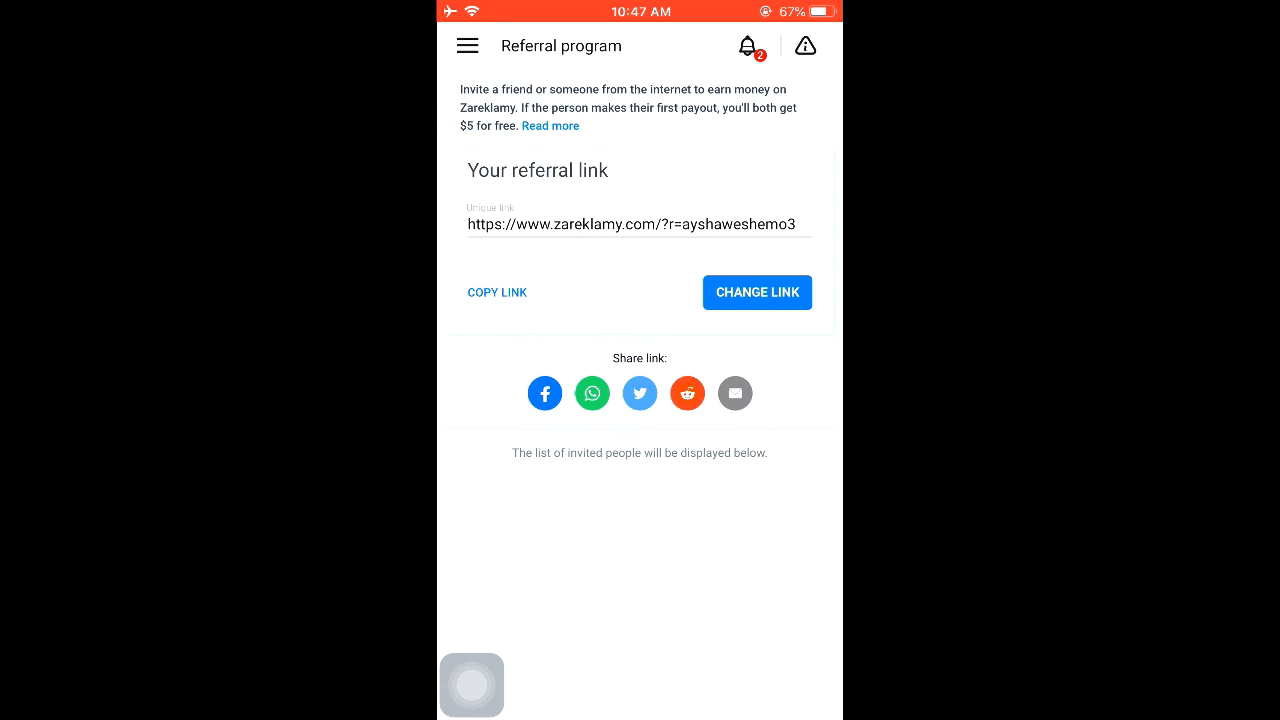 10:47 AM
67%
Referral program
2
Invite a friend or someone from the internet to earn money on
Zareklamy. If the person makes their first payout, you'll both get
$5 for free. Read more
Your referral link
Unique link
https://www.zareklamy.com/?r=ayshaweshemo3
COPY LINK
CHANGE LINK
Share link:
The list of invited people will be displayed below.